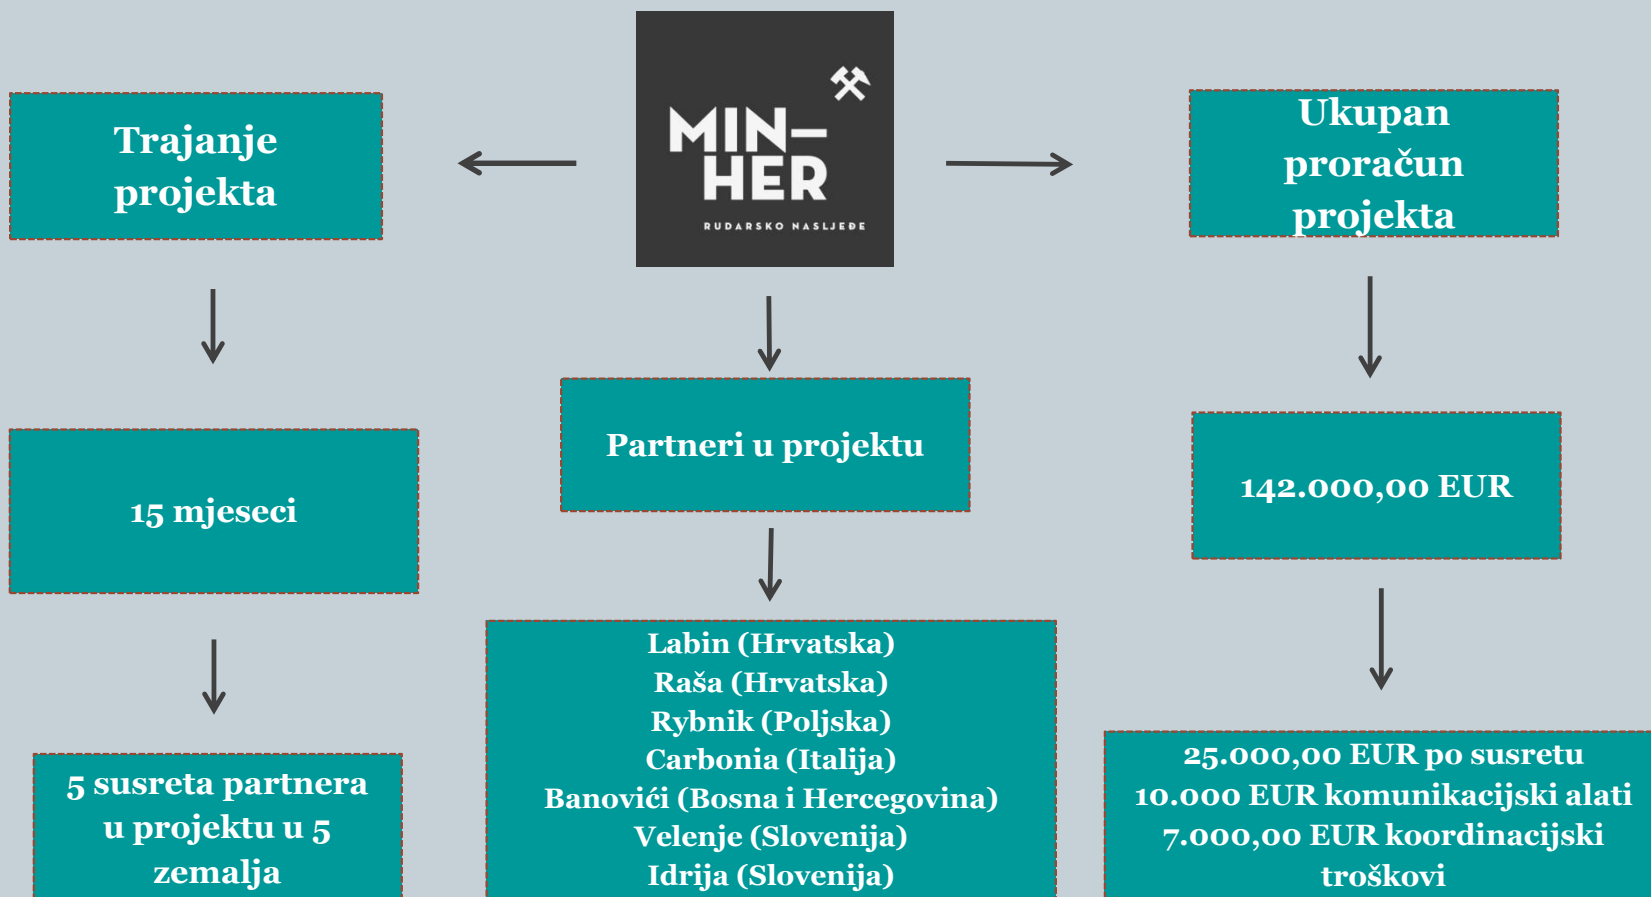 MIN–
HER
RUDARSKO NASLJEĐE
Trajanje
projekta
15 mjeseci
5 susreta partnera
u projektu u 5
zemalja
Partneri u projektu
Labin (Hrvatska)
Raša (Hrvatska)
Rybnik (Poljska)
Carbonia (Italija)
Banovići (Bosna i Hercegovina)
Velenje (Slovenija)
Idrija (Slovenija)
Ukupan
proračun
projekta
142.000,00 EUR
25.000,00 EUR po susretu
10.000 EUR komunikacijski alati
7.000,00 EUR koordinacijski
troškovi